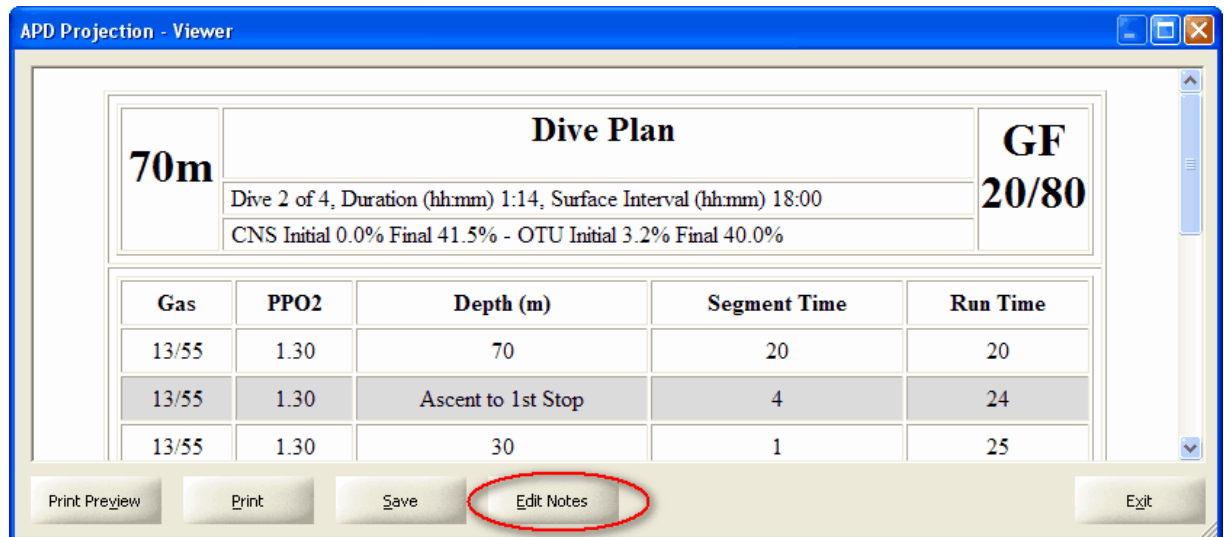 APD Projection - Viewer
70m
Dive Plan
GF
20/80
Dive 2 of 4, Duration (hh:mm) 1:14, Surface Interval (hh:mm) 18:00
CNS Initial 0.0% Final 41.5% - OTU Initial 3.2% Final 40.0%
Gas PPO2 Depth (m) Segment Time Run Time
13/55 1.30 70 20 20
13/55 1.30 Ascent to 1st Stop 4 24
13/55 1.30 30 1 25
Print Preview Print Save Edit Notes Exit